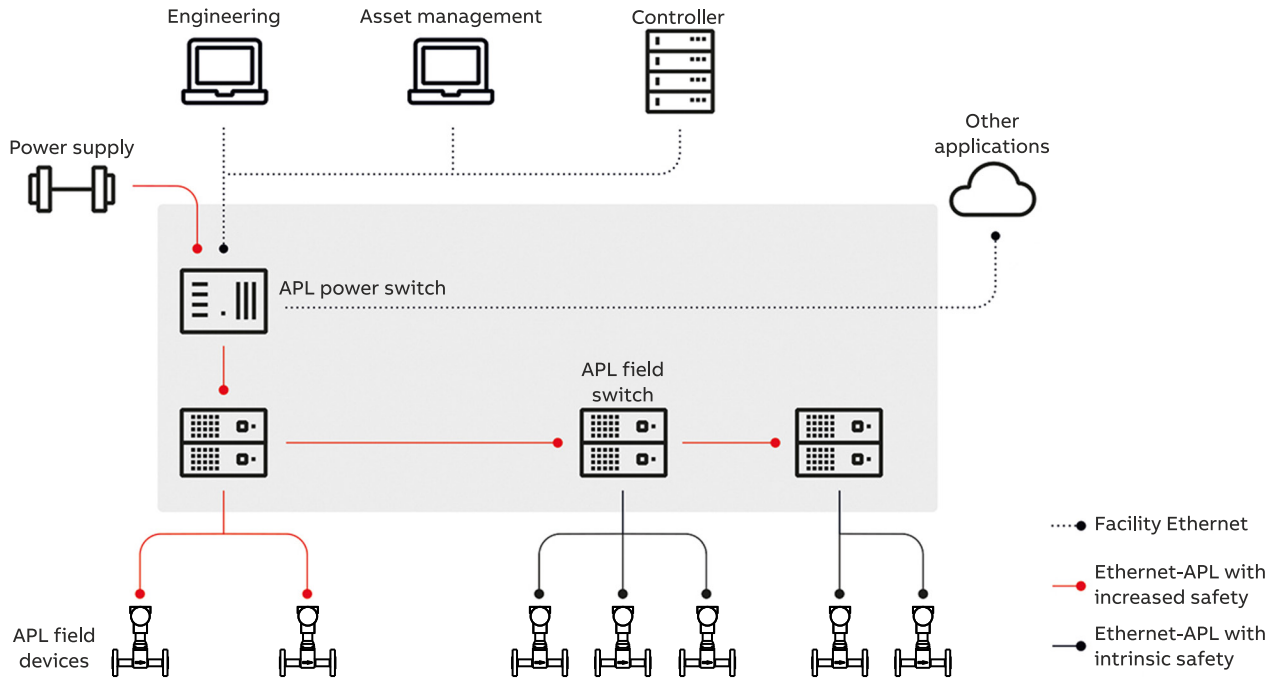 Engineering
Asset management
Controller
Power supply
Other
applications
APL power switch
APL field
switch
APL field
devices
Facility Ethernet
Ethernet-APL with
increased safety
Ethernet-APL with
intrinsic safety